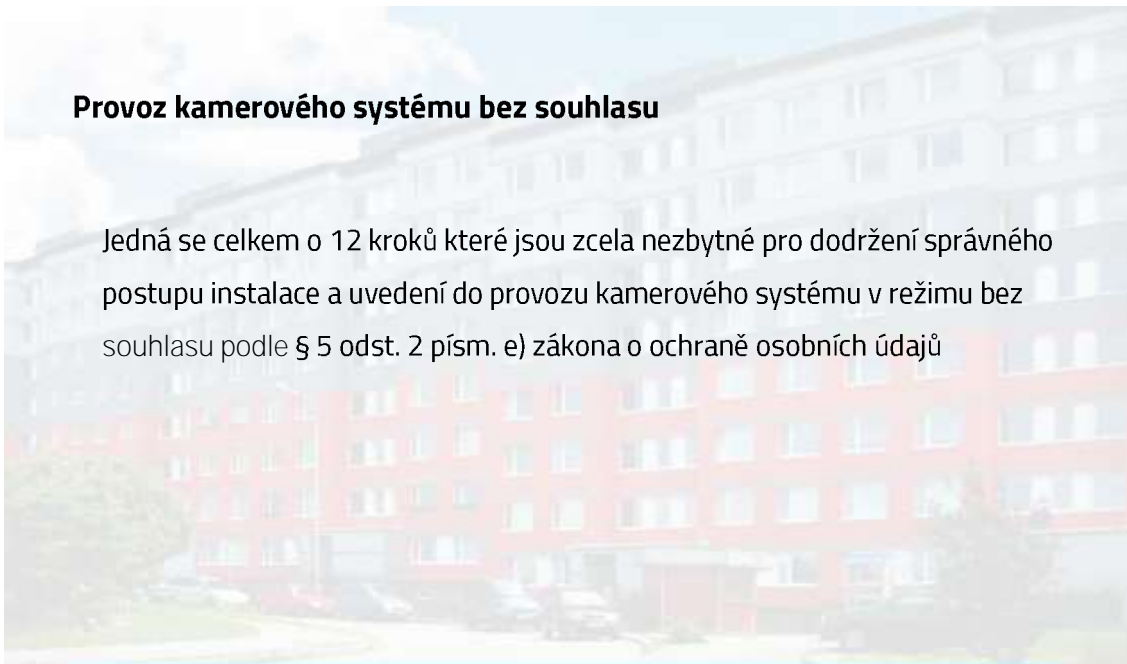 Provoz kamerového systému bez souhlasu
Jedná se celkem o 12 kroků které jsou zcela nezbytné pro dodržení správného
postupu instalace a uvedení do provozu kamerového systému v režimu bez
souhlasu podle § 5 odst. 2 písm. e) zákona o ochraně osobních údajů